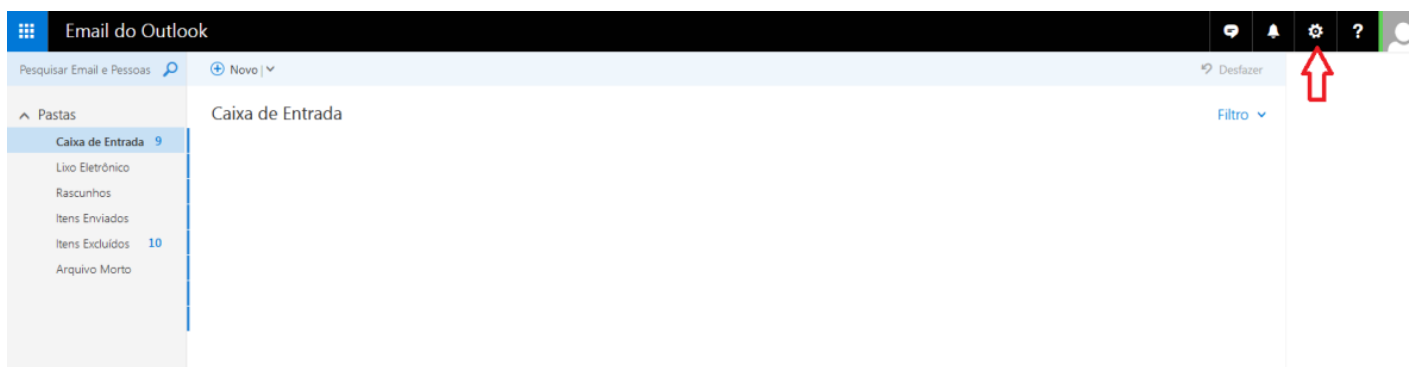 Email do Outlook
?
Pesquisar Email e Pessoas
Novo |
Desfazer
Pastas
Caixa de Entrada
Filtro
Caixa de Entrada 9
Lixo Eletrônico
Rascunhos
Itens Enviados
Itens Excluídos 10
Arquivo Morto